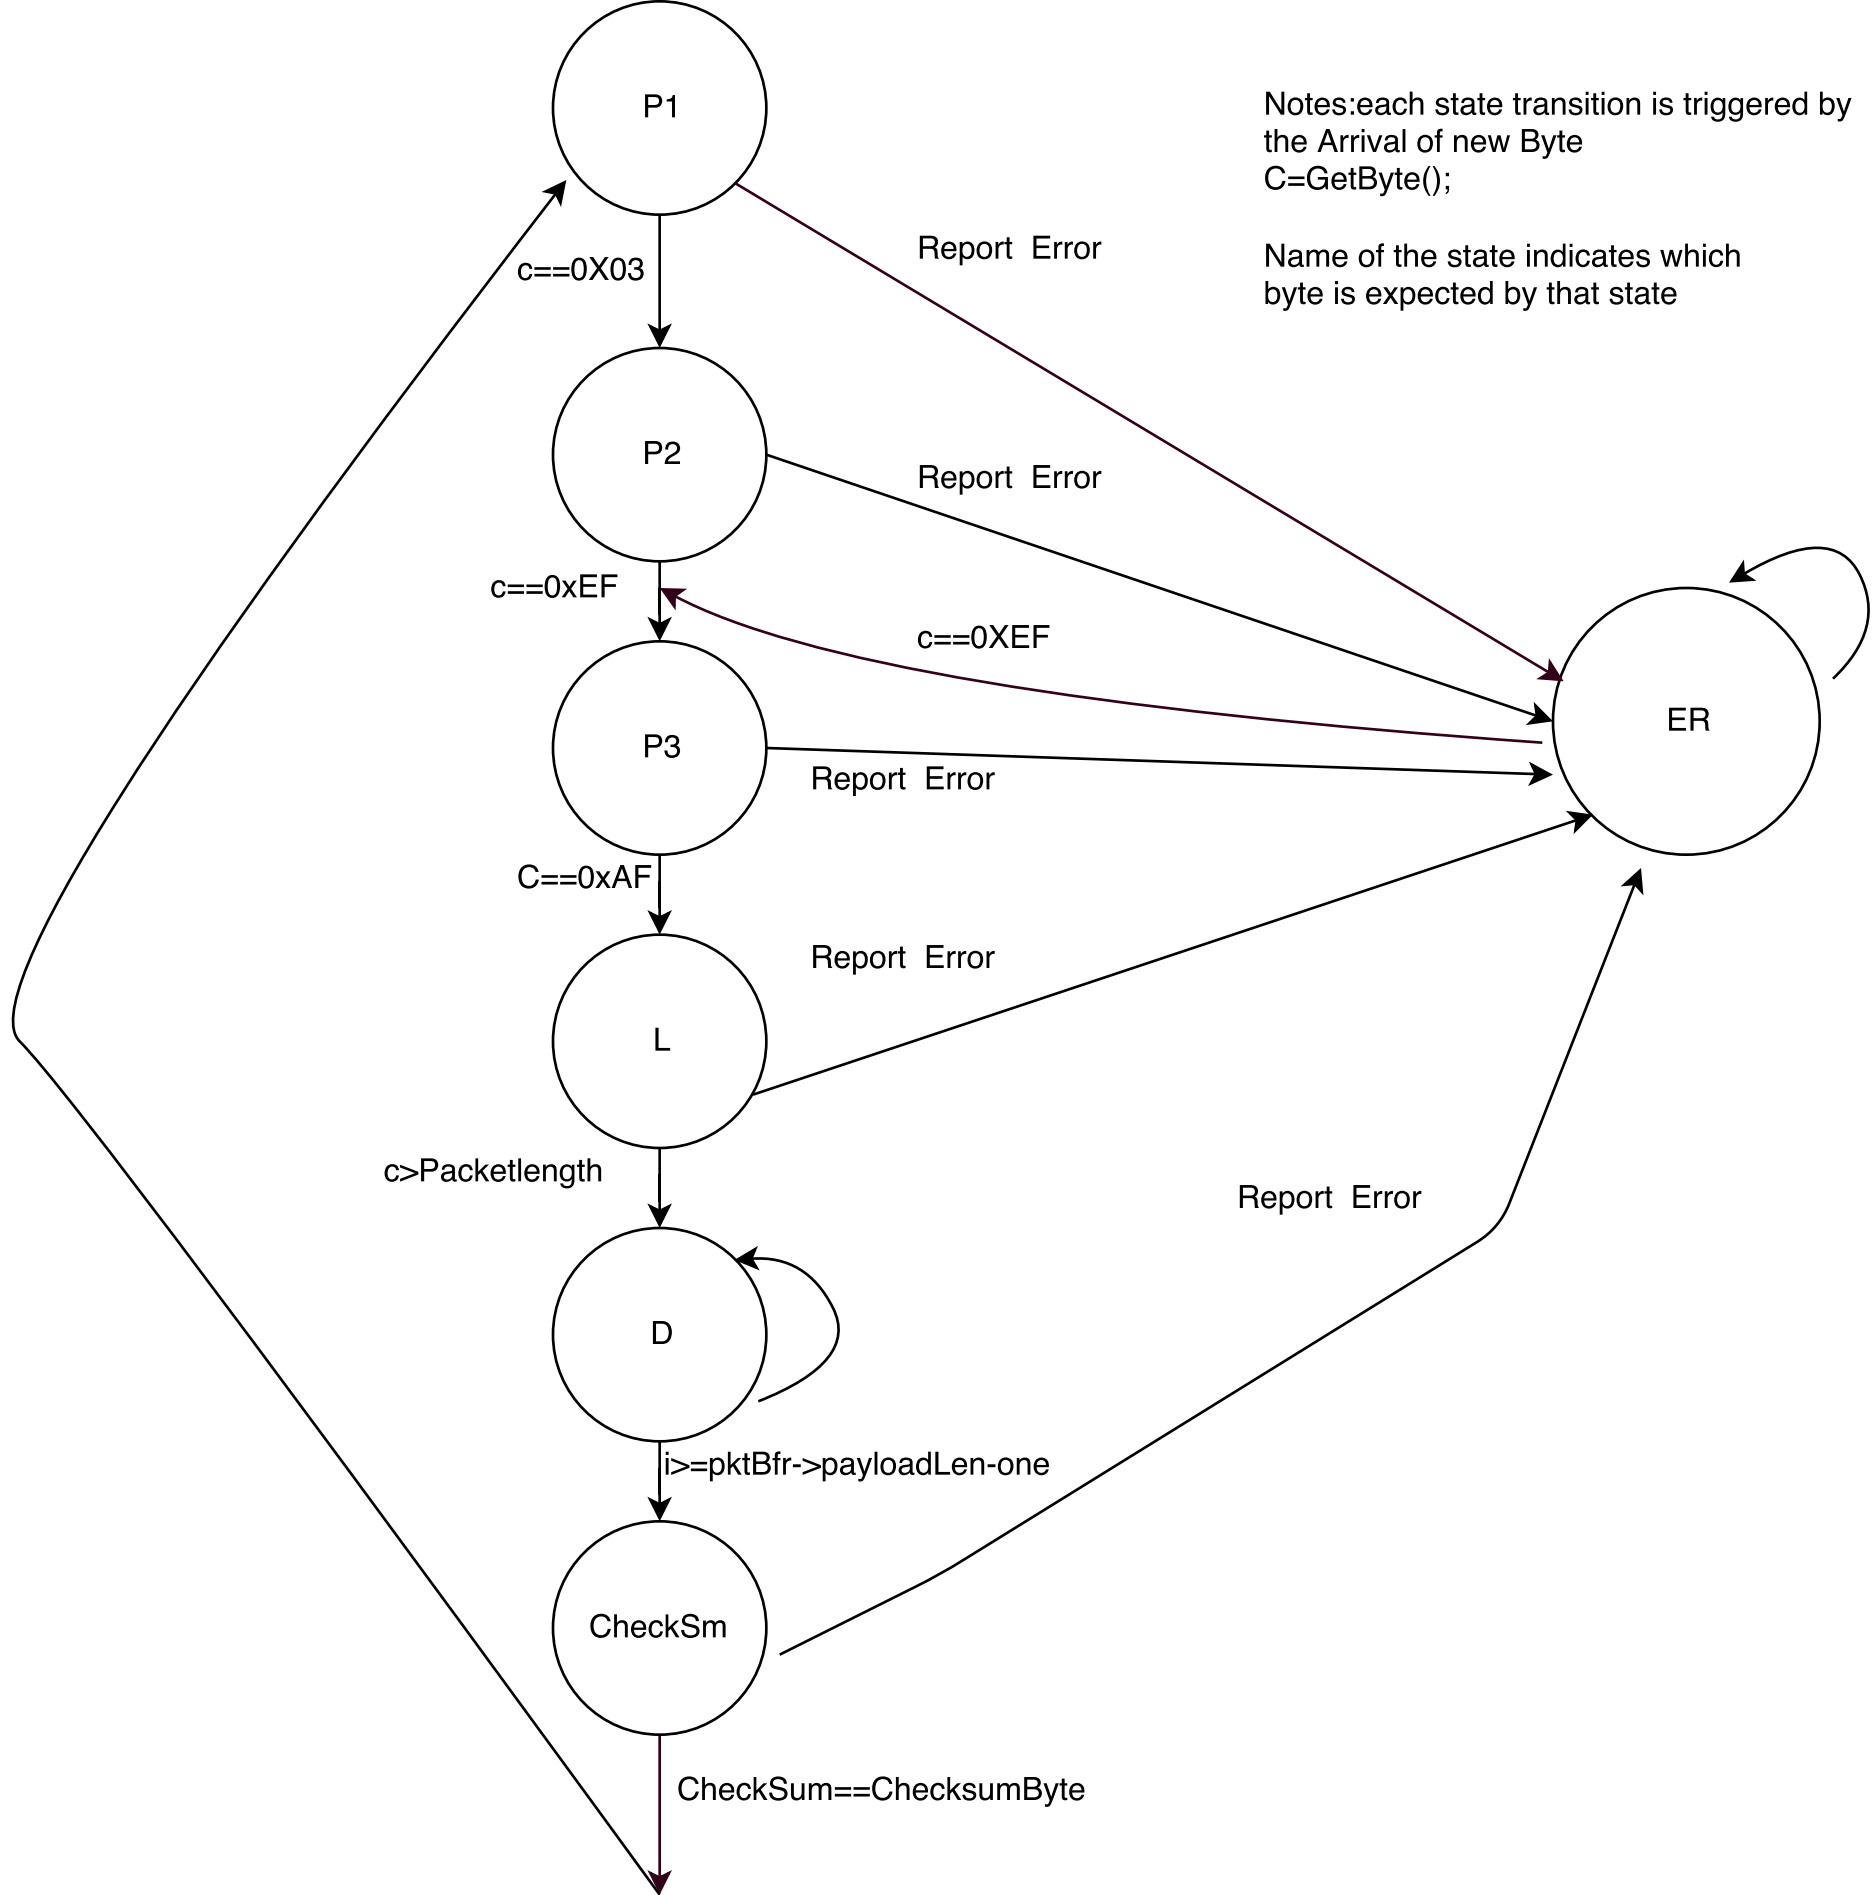 P1
Notes:each state transition is triggered by
the Arrival of new Byte
C=GetByte();
Name of the state indicates which
byte is expected by that state
Report Error
c==0X03
P2
Report Error
c==0xEF
c==0XEF
ER
P3
Report Error
C==0xAF
Report Error
L
c>Packetlength
Report Error
D
i>=pktBfr->payloadLen-one
CheckSm
CheckSum==ChecksumByte